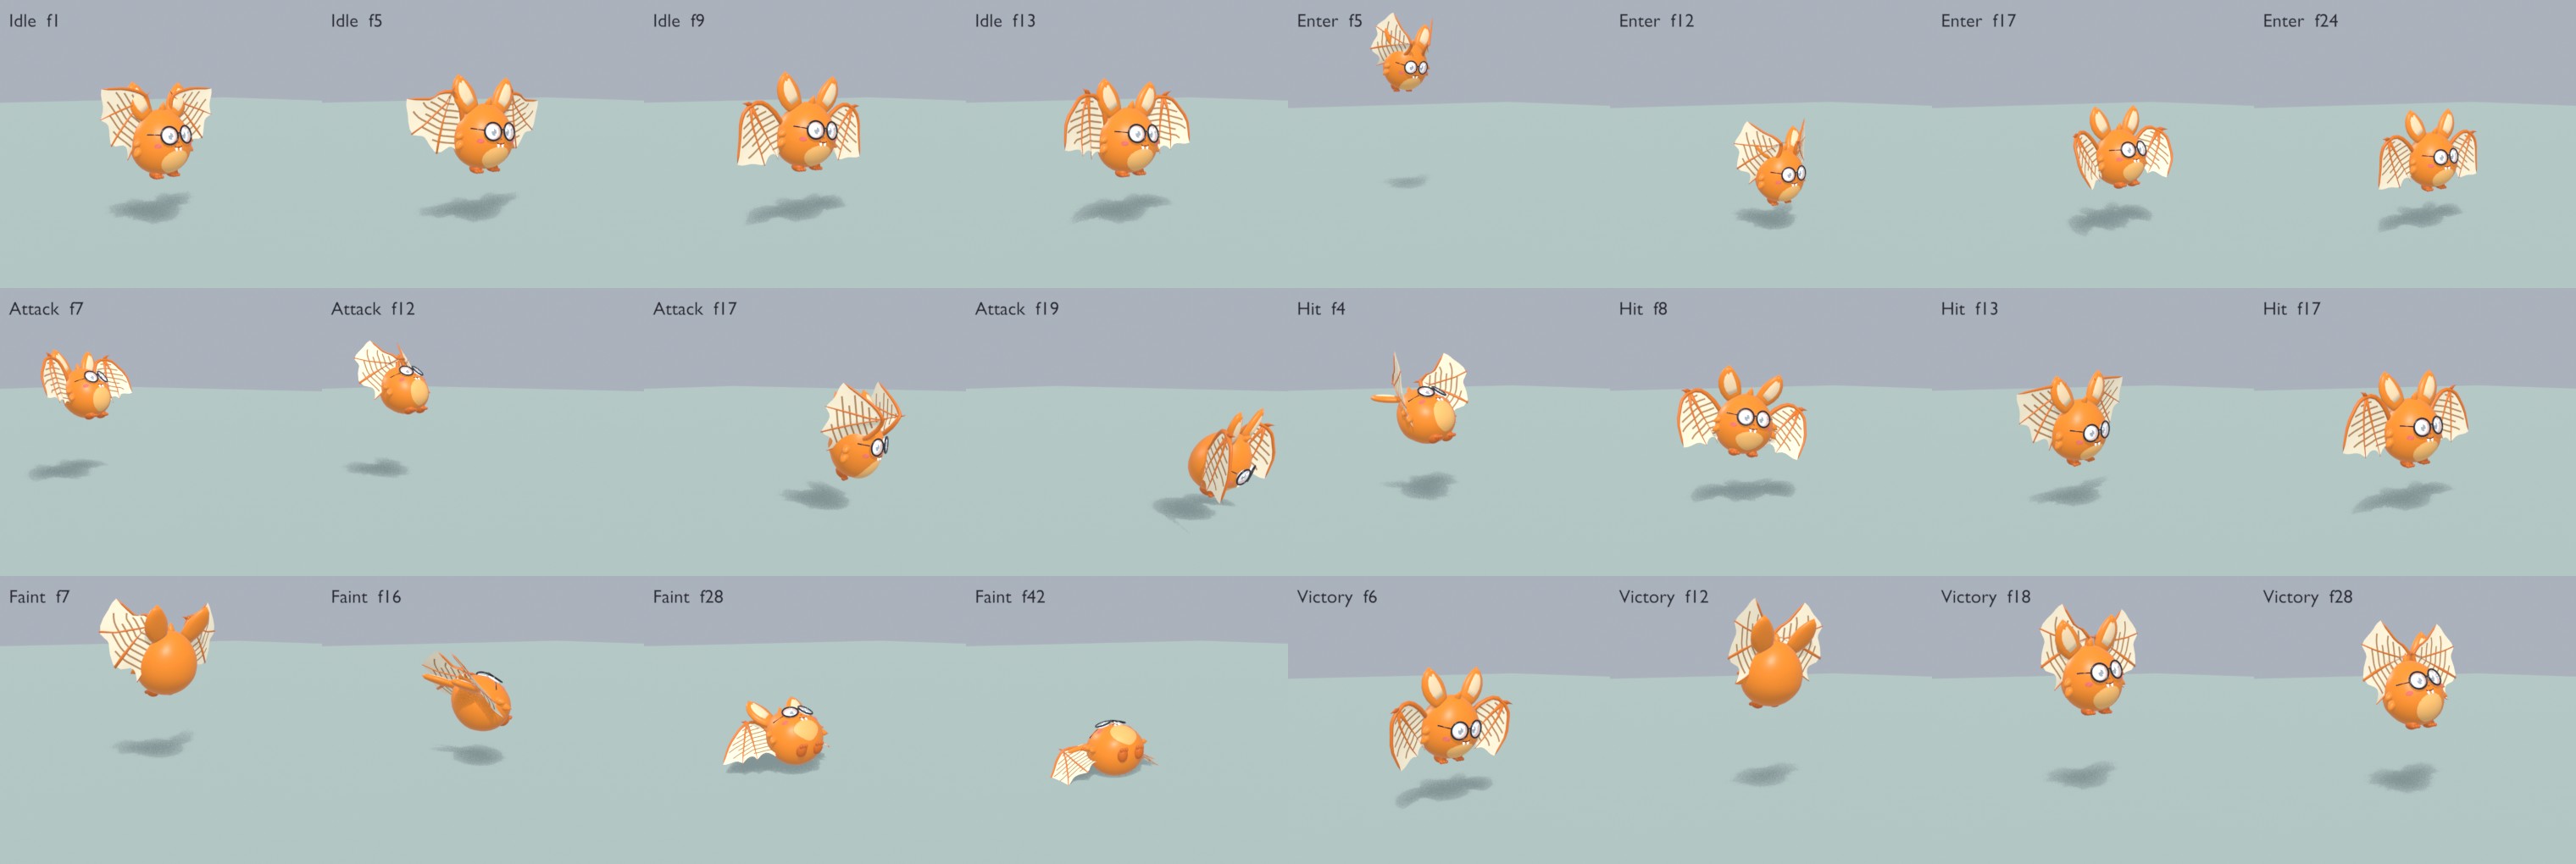 Idle f1
Idle f5
Idle f9
Idle f13
Enter f5
Enter f12
Enter f17
Enter f24
Attack f7
Attack f12
Attack f17
Attack f19
Hit f4
Hit f8
Hit f13
Hit f17
Faint f7
Faint f16
Faint f28
Faint f42
Victory f6
Victory f12
Victory f18
Victory f28